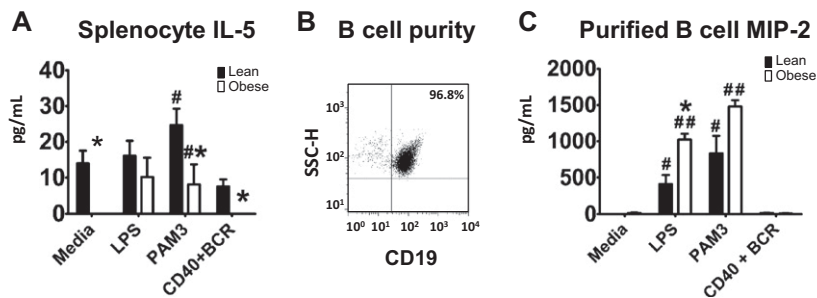 A Splenocyte IL-5
Lean
Obese
pg/mL
40
30
20
10
0
*
#
#*
*
Media
LPS
PAM3
CD40+BCR
B B cell purity
96.8%
SSC-H
10³
10²
10¹
10⁰ 10¹ 10² 10³ 10⁴
CD19
C Purified B cell MIP-2
Lean
Obese
pg/mL
2000
1500
1000
500
0
#
*
##
#
##
Media
LPS
PAM3
CD40 + BCR